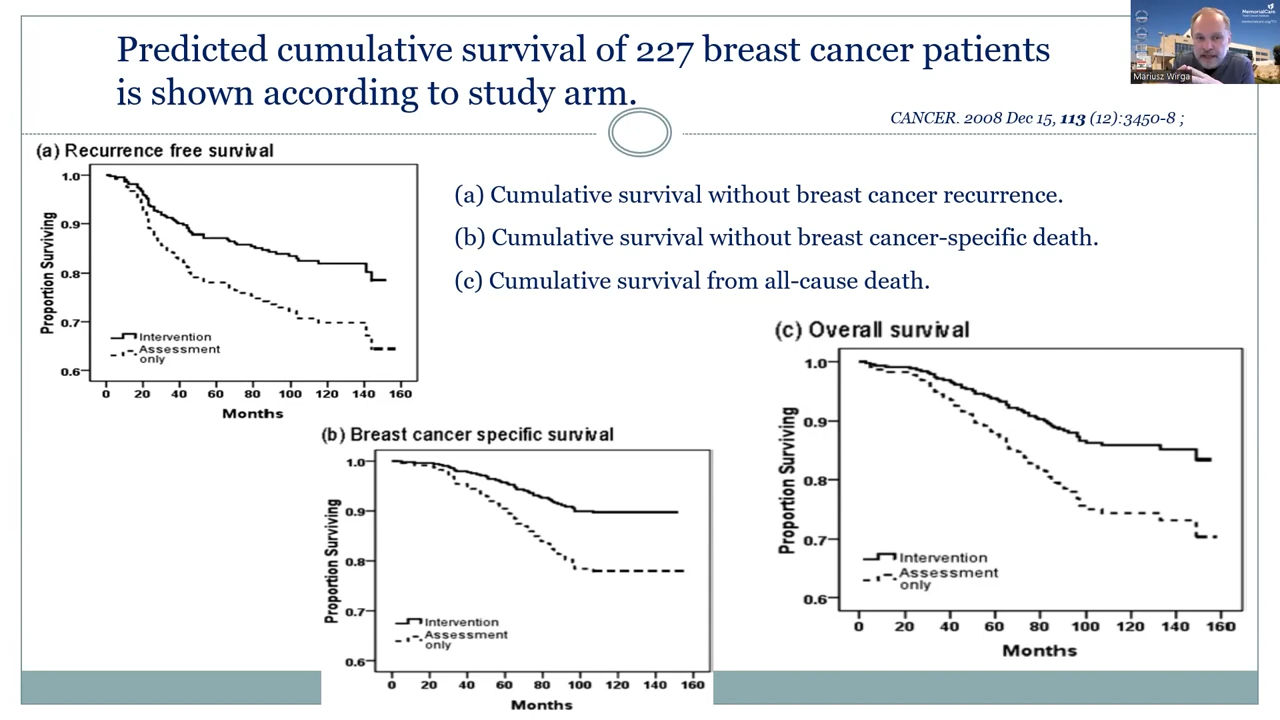 Predicted cumulative survival of 227 breast cancer patients
is shown according to study arm.
CANCER. 2008 Dec 15, 113 (12):3450-8 ;
MemorialCare
Mariusz Wirga
(a) Recurrence free survival
Proportion Surviving
1.0
0.9
0.8
0.7
0.6
Intervention
Assessment
only
0 20 40 60 80 100 120 140 160
Months
(a) Cumulative survival without breast cancer recurrence.
(b) Cumulative survival without breast cancer-specific death.
(c) Cumulative survival from all-cause death.
(b) Breast cancer specific survival
Proportion Surviving
1.0
0.9
0.8
0.7
0.6
Intervention
Assessment
only
0 20 40 60 80 100 120 140 160
Months
(c) Overall survival
Proportion Surviving
1.0
0.9
0.8
0.7
0.6
Intervention
Assessment
only
0 20 40 60 80 100 120 140 160
Months